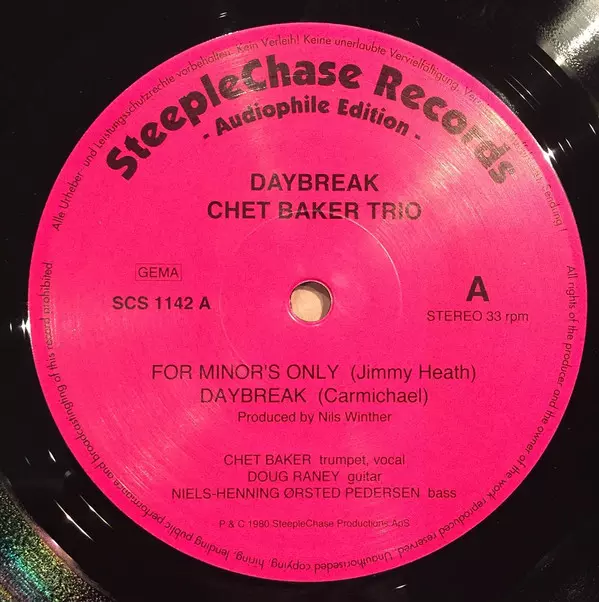 Alle Urheber- und Leistungsschutzrechte vorbehalten. Kein Verleih! Keine unerlaubte Vervielfältigung,
Sendung!
SteepleChase Records
- Audiophile Edition -
DAYBREAK
CHET BAKER TRIO
GEMA
SCS 1142 A
A
STEREO 33 rpm
FOR MINOR'S ONLY (Jimmy Heath)
DAYBREAK (Carmichael)
Produced by Nils Winther
CHET BAKER trumpet, vocal
DOUG RANEY guitar
NIELS-HENNING ØRSTED PEDERSEN bass
P & C 1980 SteepleChase Productions ApS
All rights of the producer and the owner of the work reproduced reserved. Unauthoriseded copying, hiring, lending, public performance and broadcasting of this record prohibited.